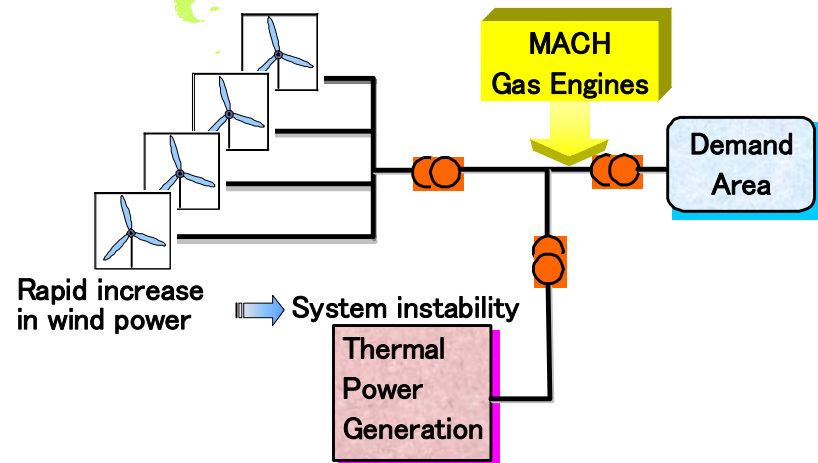 MACH
Gas Engines
Demand
Area
Rapid increase
in wind power
System instability
Thermal
Power
Generation